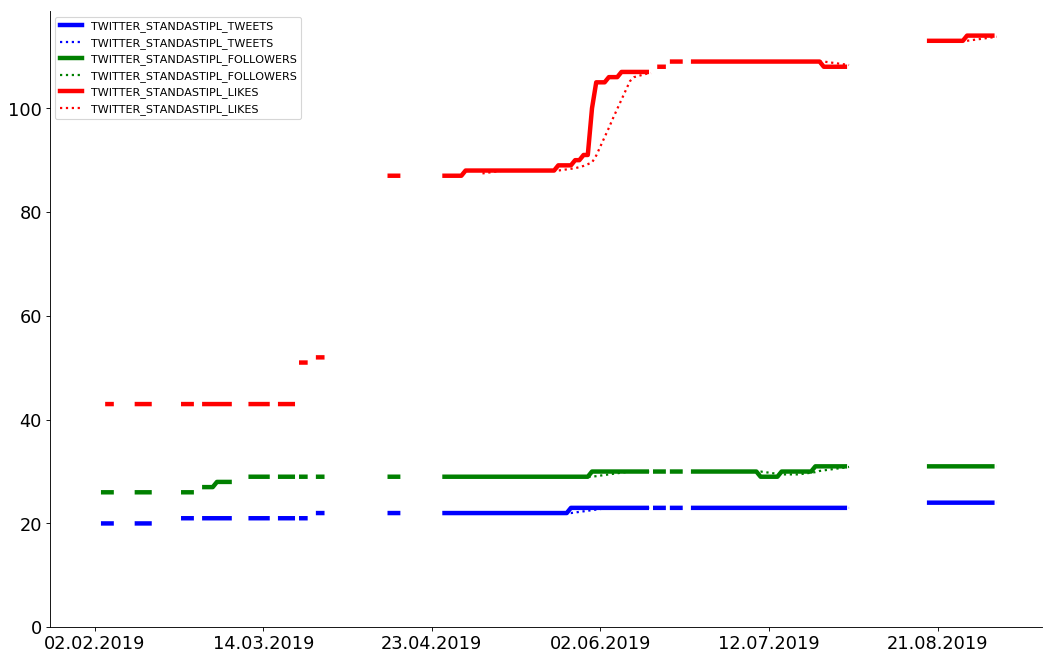 TWITTER_STANDASTIPL_TWEETS
TWITTER_STANDASTIPL_TWEETS
TWITTER_STANDASTIPL_FOLLOWERS
TWITTER_STANDASTIPL_FOLLOWERS
TWITTER_STANDASTIPL_LIKES
TWITTER_STANDASTIPL_LIKES
100
80
60
40
20
0
02.02.2019 14.03.2019 23.04.2019 02.06.2019 12.07.2019 21.08.2019